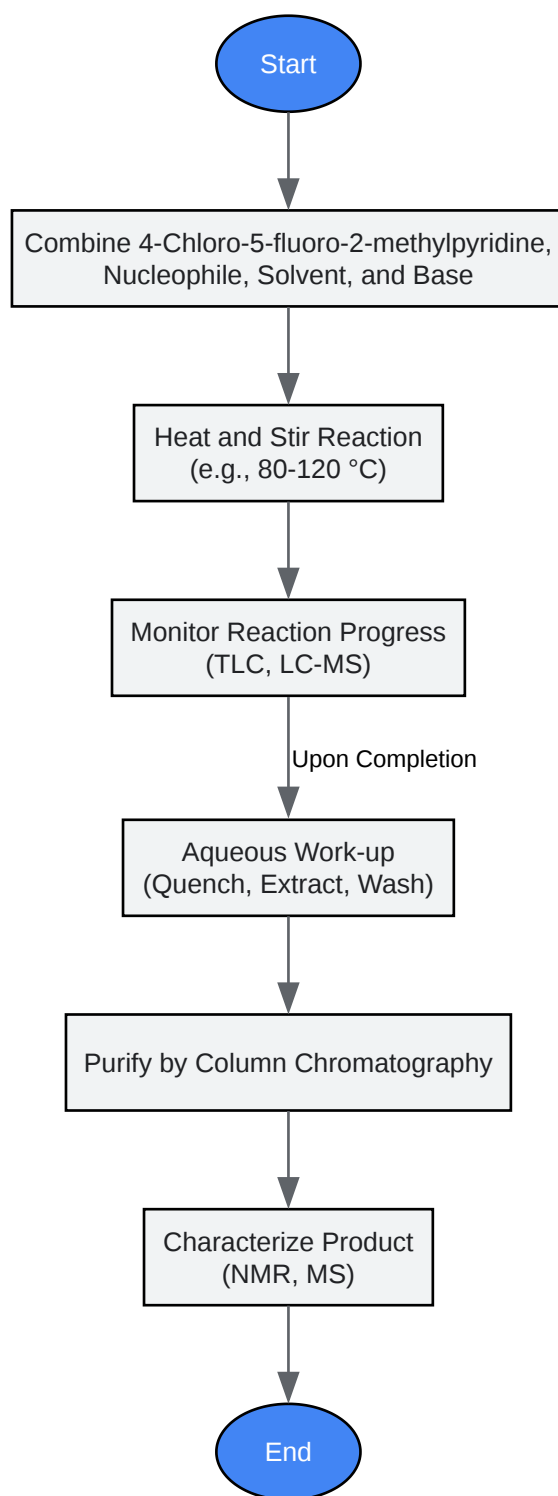 Start
Combine 4-Chloro-5-fluoro-2-methylpyridine,
Nucleophile, Solvent, and Base
Heat and Stir Reaction
(e.g., 80-120 °C)
Monitor Reaction Progress
(TLC, LC-MS)
Upon Completion
Aqueous Work-up
(Quench, Extract, Wash)
Purify by Column Chromatography
Characterize Product
(NMR, MS)
End